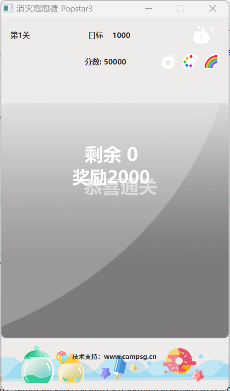 消灭泡泡糖 Popstar3
第1关 目标 1000
分数: 50000
剩余 0
奖励2000
恭喜通关
技术支持：www.campsg.cn